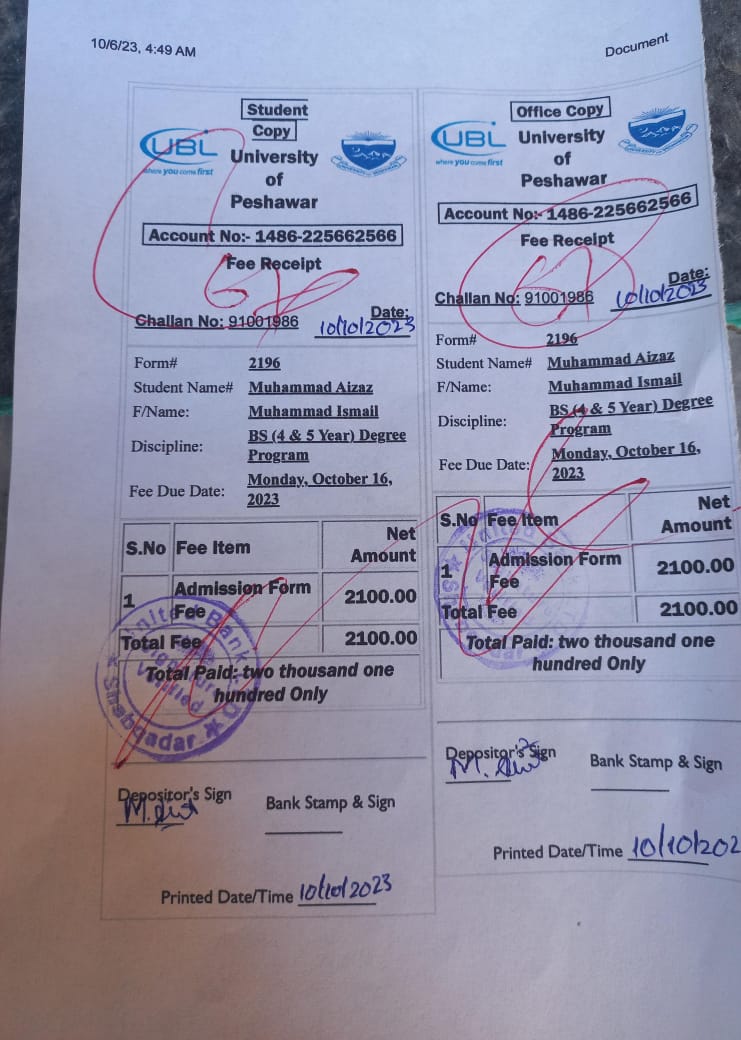 10/6/23, 4:49 AM
Document
Student
Copy
UBL
where you come first
University
of
Peshawar
Account No:- 1486-225662566
Fee Receipt
Date:
Challan No: 91001986
10/10/2023
Form# 2196
Student Name# Muhammad Aizaz
F/Name: Muhammad Ismail
Discipline: BS (4 & 5 Year) Degree
Program
Fee Due Date: Monday, October 16,
2023
S.No Fee Item Net
Amount
1 Admission Form
Fee 2100.00
Total Fee 2100.00
Total Paid: two thousand one
hundred Only
United Bank
Shabqadar
Verified
Depositor's Sign
Bank Stamp & Sign
Printed Date/Time 10/10/2023
Office Copy
UBL
where you come first
University
of
Peshawar
Account No:- 1486-225662566
Fee Receipt
Date:
Challan No: 91001986
10/10/2023
Form# 2196
Student Name# Muhammad Aizaz
F/Name: Muhammad Ismail
Discipline: BS (4 & 5 Year) Degree
Program
Fee Due Date: Monday, October 16,
2023
S.No Fee Item Net
Amount
1 Admission Form
Fee 2100.00
Total Fee 2100.00
Total Paid: two thousand one
hundred Only
Depositor's Sign
Bank Stamp & Sign
Printed Date/Time 10/10/202